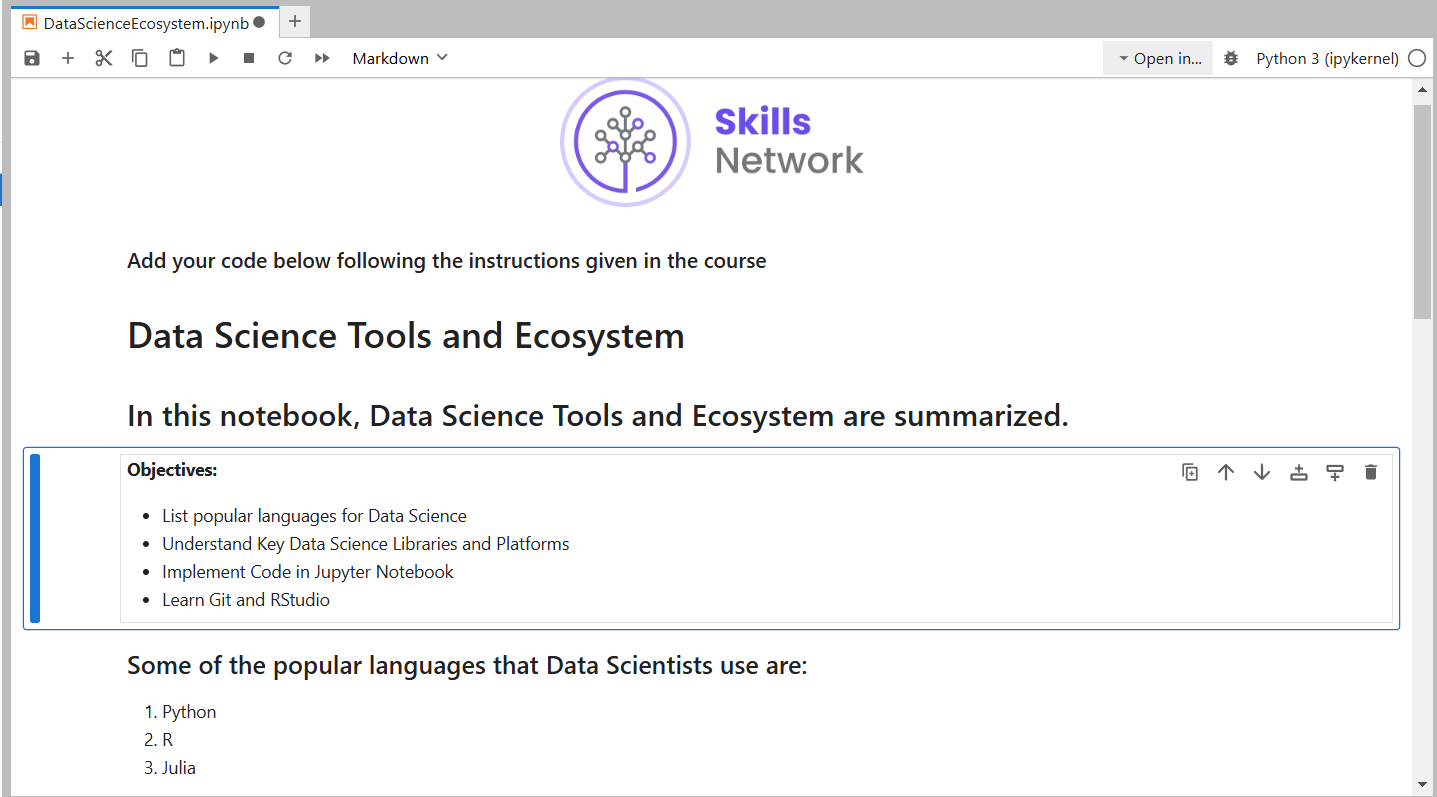 DataScienceEcosystem.ipynb
Markdown
Open in...
Python 3 (ipykernel)
Skills
Network
Add your code below following the instructions given in the course
Data Science Tools and Ecosystem
In this notebook, Data Science Tools and Ecosystem are summarized.
Objectives:
• List popular languages for Data Science
• Understand Key Data Science Libraries and Platforms
• Implement Code in Jupyter Notebook
• Learn Git and RStudio
Some of the popular languages that Data Scientists use are:
1. Python
2. R
3. Julia